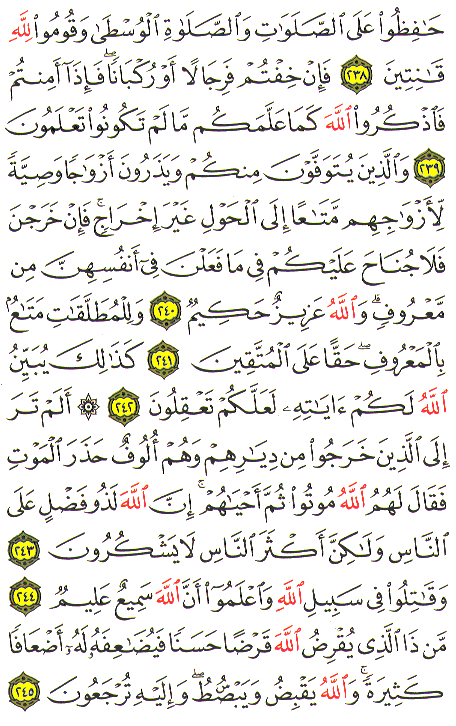 حَـٰفِظُوا۟ عَلَى ٱلصَّلَوَٰتِ وَٱلصَّلَوٰةِ ٱلْوُسْطَىٰ وَقُومُوا۟ لِلَّهِ
قَـٰنِتِينَ ٢٣٨ فَإِنْ خِفْتُمْ فَرِجَالًا أَوْ رُكْبَانًا ۖ فَإِذَآ أَمِنتُمْ
فَٱذْكُرُوا۟ ٱللَّهَ كَمَا عَلَّمَكُم مَّا لَمْ تَكُونُوا۟ تَعْلَمُونَ
٢٣٩ وَٱلَّذِينَ يُتَوَفَّوْنَ مِنكُمْ وَيَذَرُونَ أَزْوَٰجًا وَصِيَّةً
لِّأَزْوَٰجِهِم مَّتَـٰعًا إِلَى ٱلْحَوْلِ غَيْرَ إِخْرَاجٍ ۚ فَإِنْ خَرَجْنَ
فَلَا جُنَاحَ عَلَيْكُمْ فِى مَا فَعَلْنَ فِىٓ أَنفُسِهِنَّ مِن
مَّعْرُوفٍ ۗ وَٱللَّهُ عَزِيزٌ حَكِيمٌ ٢٤٠ وَلِلْمُطَلَّقَـٰتِ مَتَـٰعٌۢ
بِٱلْمَعْرُوفِ ۖ حَقًّا عَلَى ٱلْمُتَّقِينَ ٢٤١ كَذَٰلِكَ يُبَيِّنُ
ٱللَّهُ لَكُمْ ءَايَـٰتِهِۦ لَعَلَّكُمْ تَعْقِلُونَ ٢٤٢ ۞ أَلَمْ تَرَ
إِلَى ٱلَّذِينَ خَرَجُوا۟ مِن دِيَـٰرِهِمْ وَهُمْ أُلُوفٌ حَذَرَ ٱلْمَوْتِ
فَقَالَ لَهُمُ ٱللَّهُ مُوتُوا۟ ثُمَّ أَحْيَـٰهُمْ ۚ إِنَّ ٱللَّهَ لَذُو فَضْلٍ عَلَى
ٱلنَّاسِ وَلَـٰكِنَّ أَكْثَرَ ٱلنَّاسِ لَا يَشْكُرُونَ ٢٤٣
وَقَـٰتِلُوا۟ فِى سَبِيلِ ٱللَّهِ وَٱعْلَمُوٓا۟ أَنَّ ٱللَّهَ سَمِيعٌ عَلِيمٌ ٢٤٤
مَّن ذَا ٱلَّذِى يُقْرِضُ ٱللَّهَ قَرْضًا حَسَنًا فَيُضَـٰعِفَهُۥ لَهُۥٓ أَضْعَافًا
كَثِيرَةً ۚ وَٱللَّهُ يَقْبِضُ وَيَبْصُۜطُ وَإِلَيْهِ تُرْجَعُونَ ٢٤٥